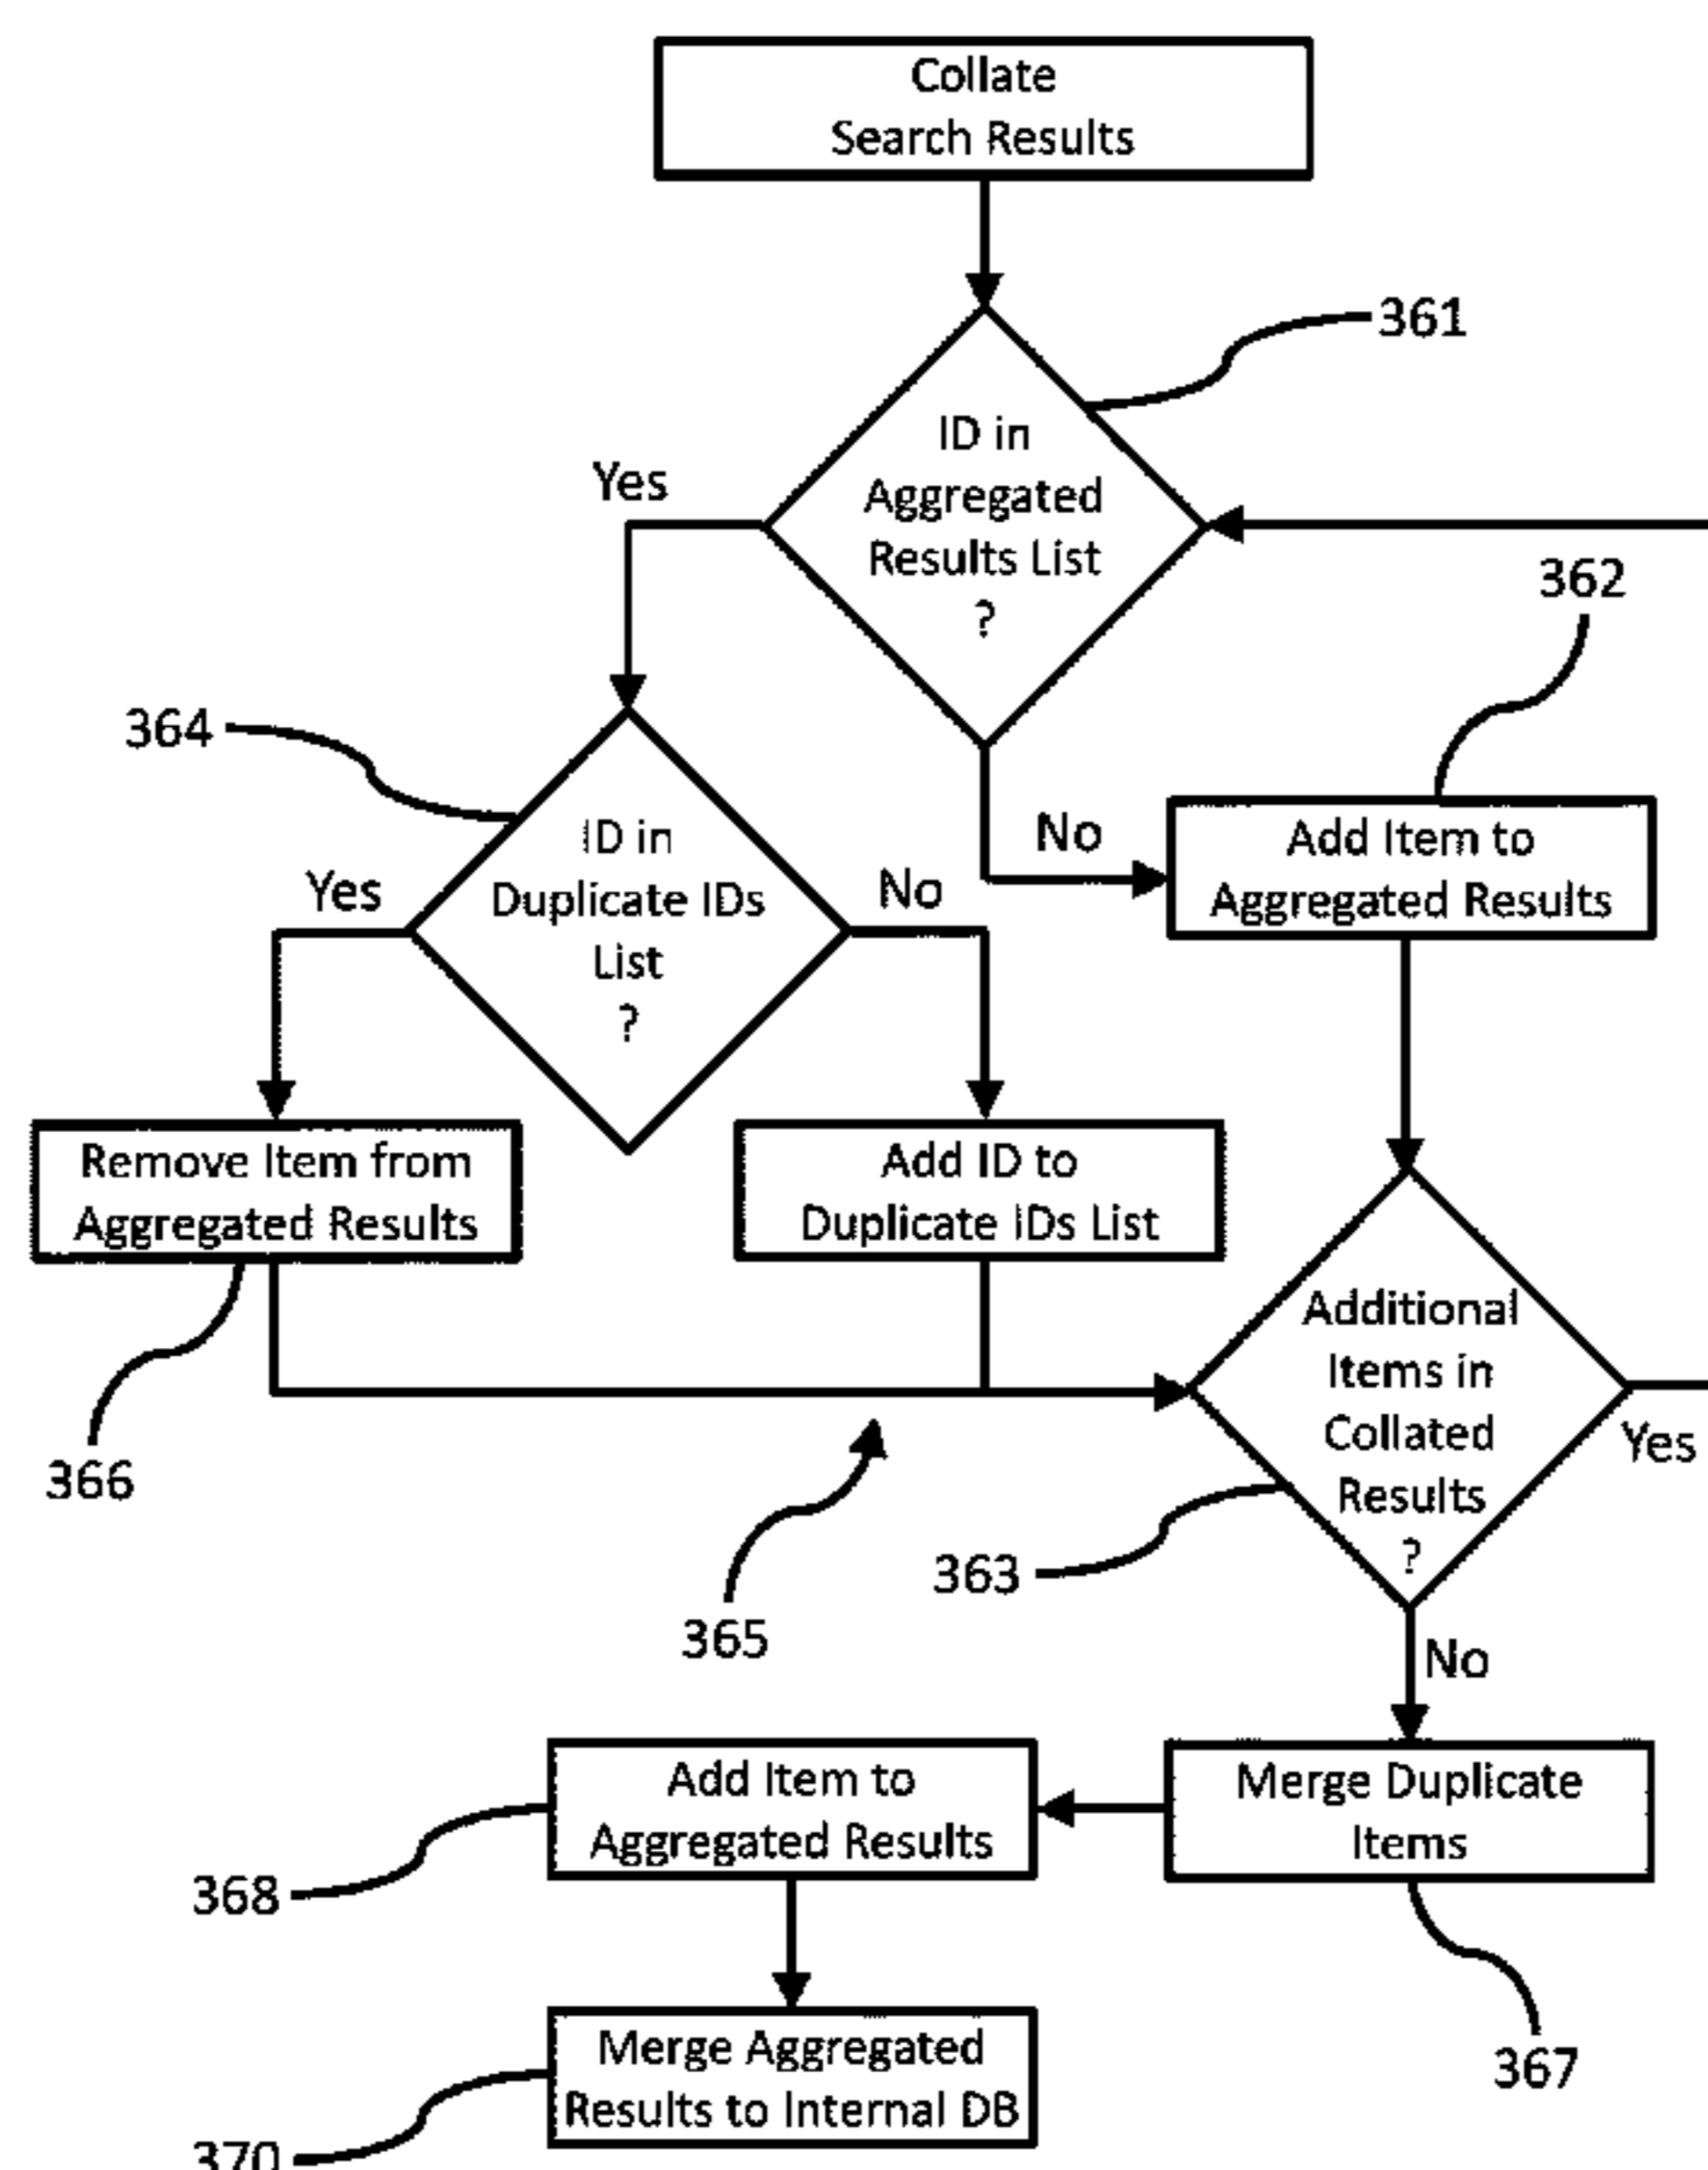 Collate
Search Results
361
ID in
Aggregated
Results List
?
Yes
362
364
No
Add Item to
Aggregated Results
ID in
Duplicate IDs
List
?
Yes
No
Remove Item from
Aggregated Results
Add ID to
Duplicate IDs List
Additional
Items in
Collated
Results
?
Yes
366
363
365
No
Add Item to
Aggregated Results
Merge Duplicate
Items
368
Merge Aggregated
Results to Internal DB
367
370